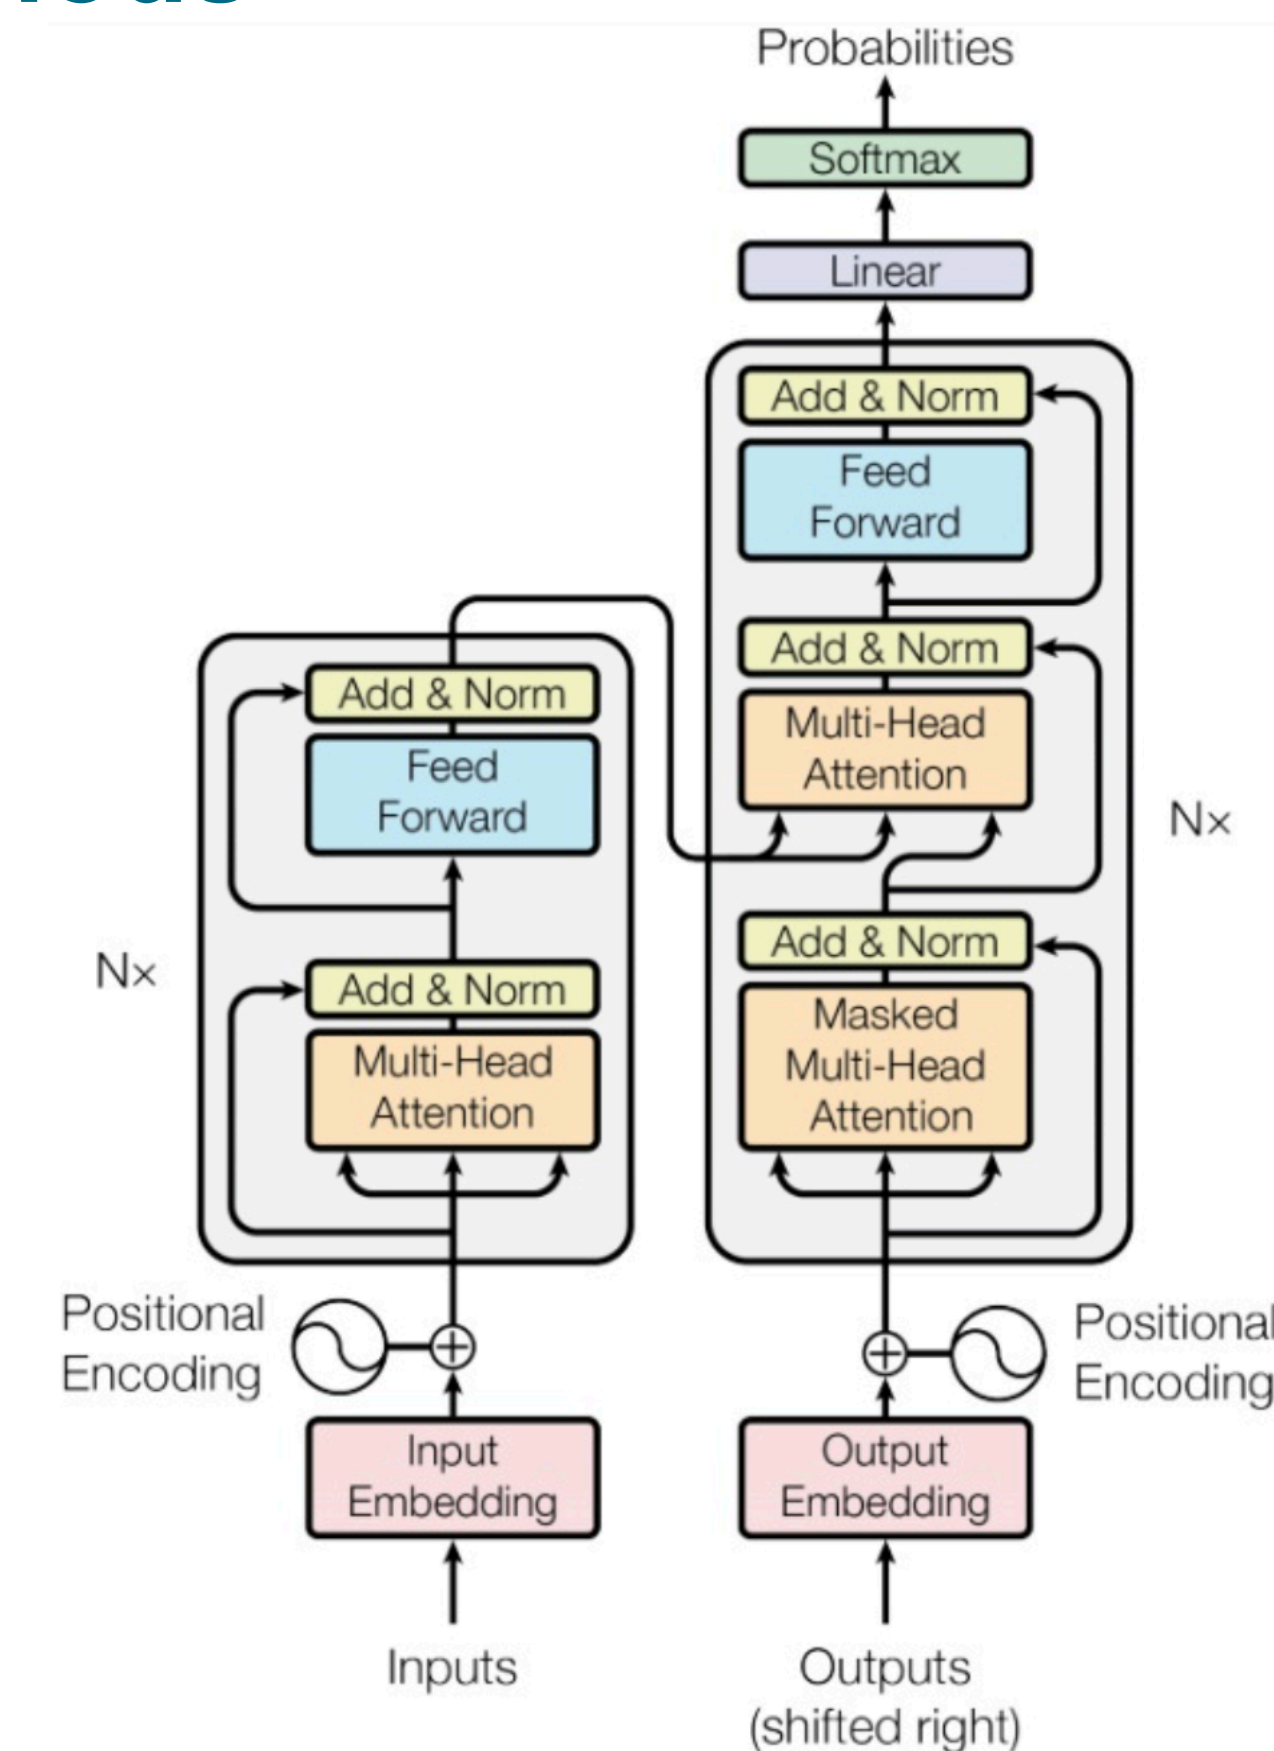 Probabilities
Softmax
Linear
Add & Norm
Feed
Forward
Add & Norm
Multi-Head
Attention
Nx
Add & Norm
Masked
Multi-Head
Attention
Add & Norm
Feed
Forward
Nx
Add & Norm
Multi-Head
Attention
Positional
Encoding
Positional
Encoding
Input
Embedding
Output
Embedding
Inputs
Outputs
(shifted right)